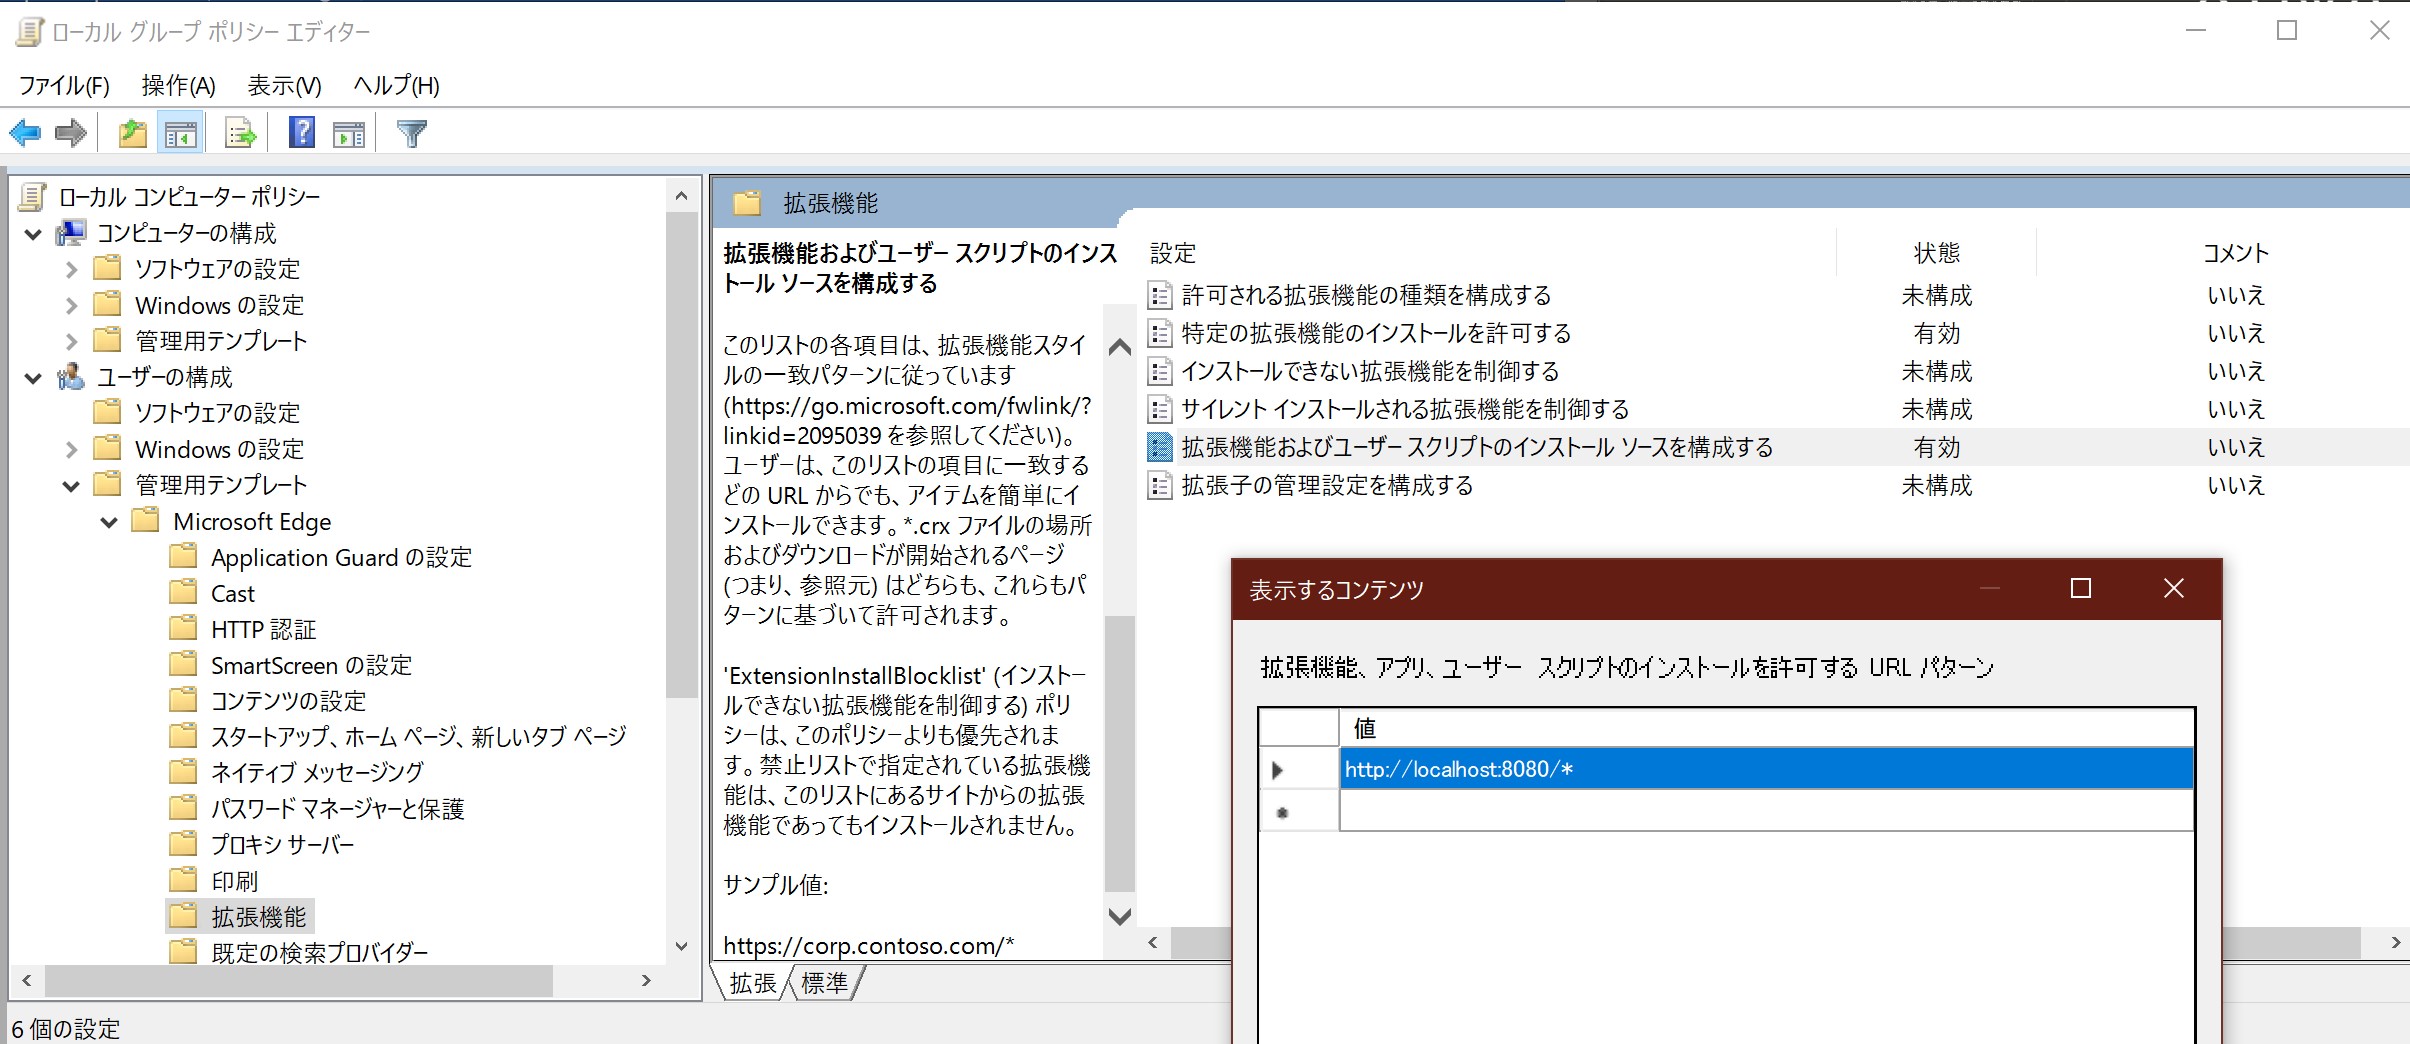 ローカル グループ ポリシー エディター
ファイル(F) 操作(A) 表示(V) ヘルプ(H)
ローカル コンピューター ポリシー
コンピューターの構成
ソフトウェアの設定
Windows の設定
管理用テンプレート
ユーザーの構成
ソフトウェアの設定
Windows の設定
管理用テンプレート
Microsoft Edge
Application Guard の設定
Cast
HTTP 認証
SmartScreen の設定
コンテンツの設定
スタートアップ、ホーム ページ、新しいタブ ページ
ネイティブ メッセージング
パスワード マネージャーと保護
プロキシ サーバー
印刷
拡張機能
既定の検索プロバイダー
6 個の設定
拡張機能
拡張機能およびユーザー スクリプトのインス
トール ソースを構成する
このリストの各項目は、拡張機能スタイ
ルの一致パターンに従っています
(https://go.microsoft.com/fwlink/?
linkid=2095039 を参照してください)。
ユーザーは、このリストの項目に一致する
どの URL からでも、アイテムを簡単にイ
ンストールできます。*.crx ファイルの場所
およびダウンロードが開始されるページ
(つまり、参照元) はどちらも、これらもパ
ターンに基づいて許可されます。
'ExtensionInstallBlocklist' (インストー
ルできない拡張機能を制御する) ポリ
シーは、このポリシーよりも優先されま
す。禁止リストで指定されている拡張機
能は、このリストにあるサイトからの拡張
機能であってもインストールされません。
サンプル値:
https://corp.contoso.com/*
拡張 標準
設定 状態 コメント
許可される拡張機能の種類を構成する 未構成 いいえ
特定の拡張機能のインストールを許可する 有効 いいえ
インストールできない拡張機能を制御する 未構成 いいえ
サイレント インストールされる拡張機能を制御する 未構成 いいえ
拡張機能およびユーザー スクリプトのインストール ソースを構成する 有効 いいえ
拡張子の管理設定を構成する 未構成 いいえ
表示するコンテンツ
拡張機能、アプリ、ユーザー スクリプトのインストールを許可する URL パターン
値
http://localhost:8080/*